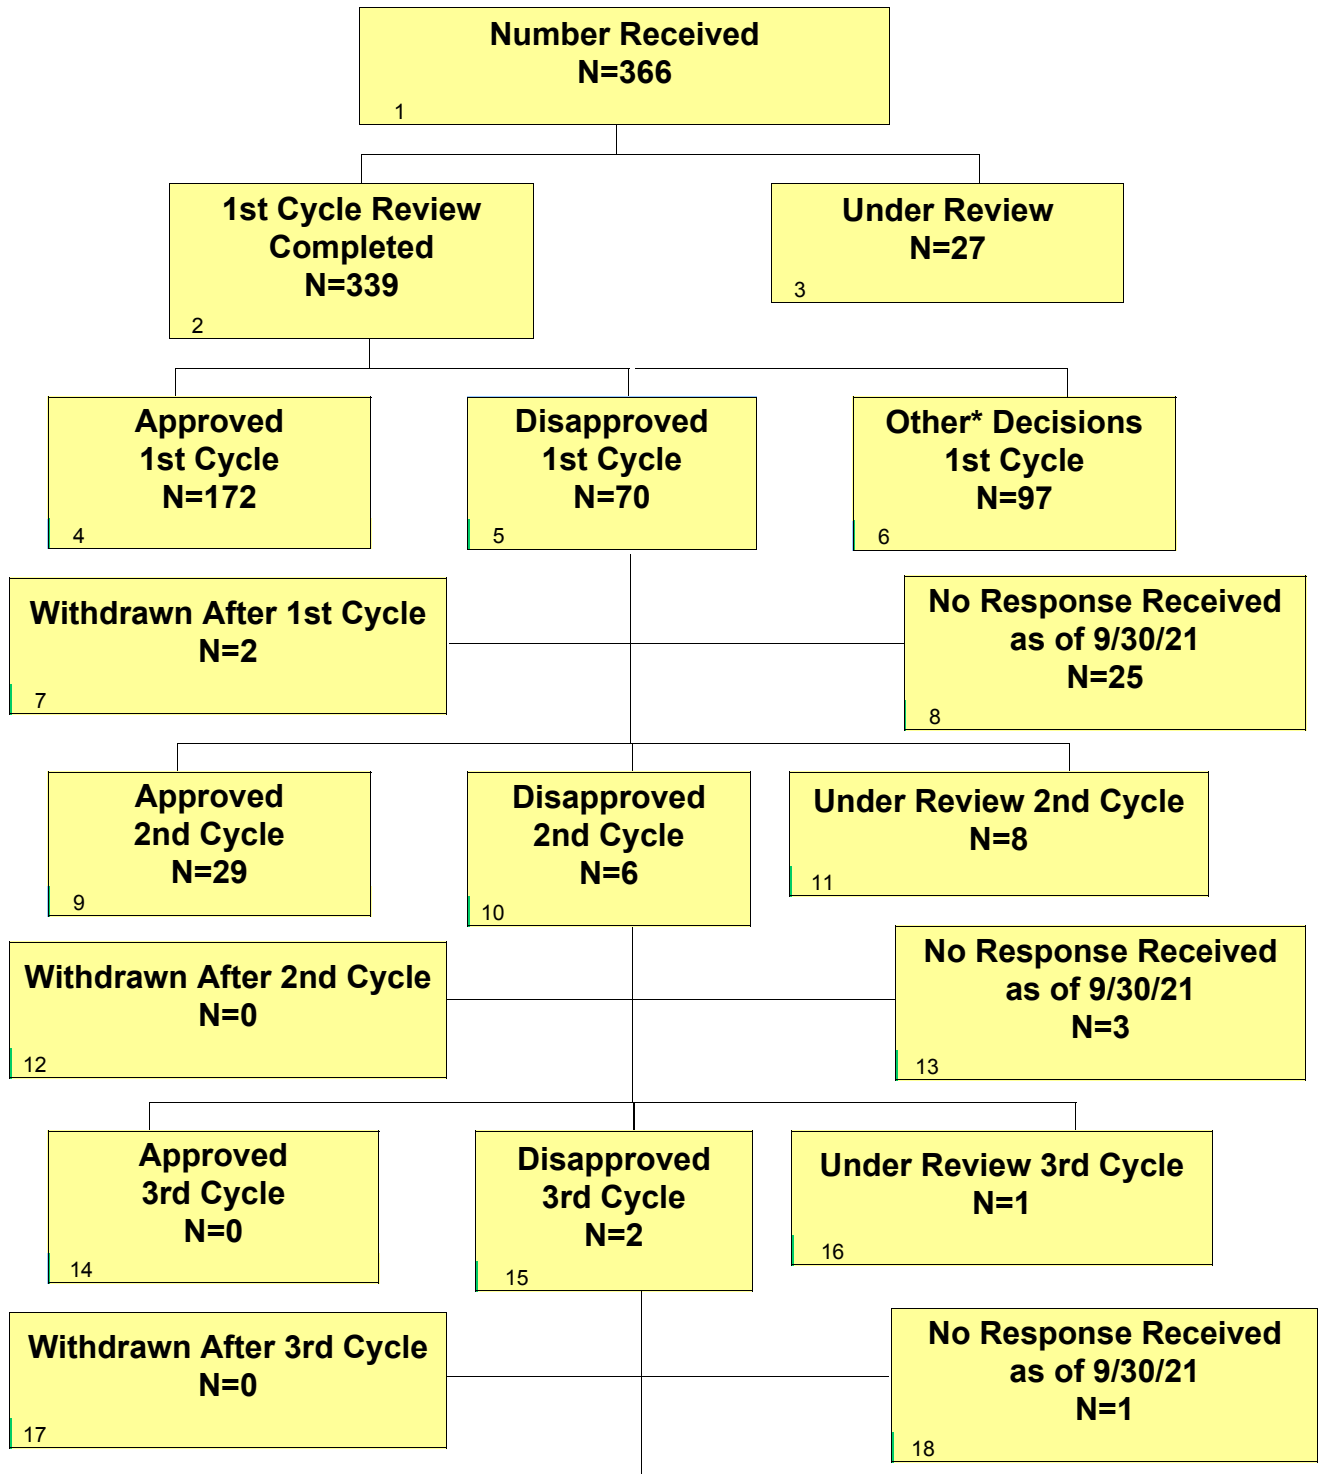 Number Received
N=366
1
1st Cycle Review
Completed
N=339
2
Under Review
N=27
3
Approved
1st Cycle
N=172
4
Disapproved
1st Cycle
N=70
5
Other* Decisions
1st Cycle
N=97
6
Withdrawn After 1st Cycle
N=2
7
No Response Received
as of 9/30/21
N=25
8
Approved
2nd Cycle
N=29
9
Disapproved
2nd Cycle
N=6
10
Under Review 2nd Cycle
N=8
11
Withdrawn After 2nd Cycle
N=0
12
No Response Received
as of 9/30/21
N=3
13
Approved
3rd Cycle
N=0
14
Disapproved
3rd Cycle
N=2
15
Under Review 3rd Cycle
N=1
16
Withdrawn After 3rd Cycle
N=0
17
No Response Received
as of 9/30/21
N=1
18